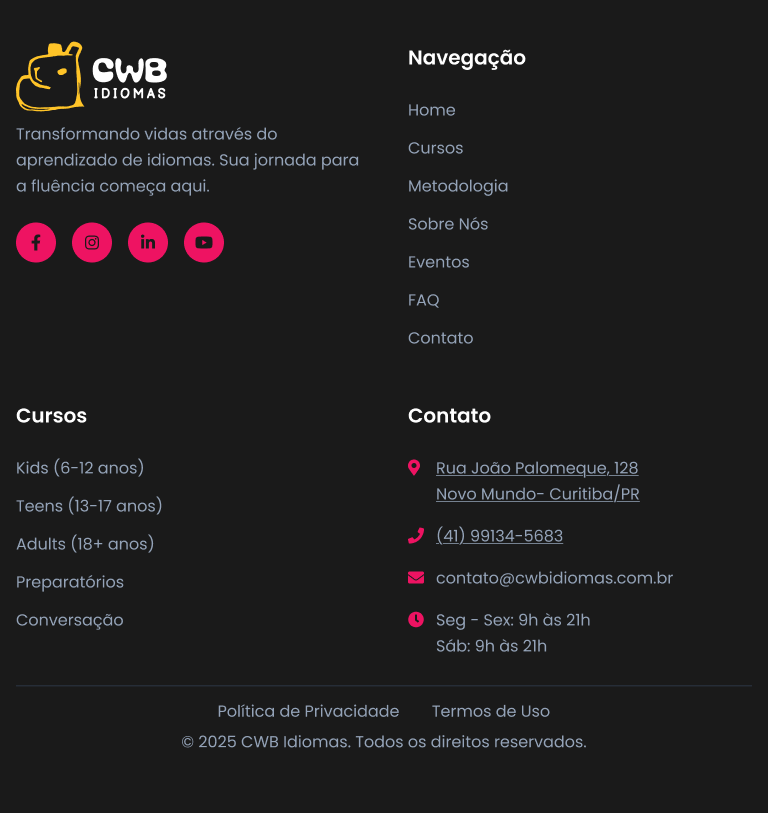 CWB
IDIOMAS
Transformando vidas através do
aprendizado de idiomas. Sua jornada para
a fluência começa aqui.
Navegação
Home
Cursos
Metodologia
Sobre Nós
Eventos
FAQ
Contato
Cursos
Kids (6-12 anos)
Teens (13-17 anos)
Adults (18+ anos)
Preparatórios
Conversação
Contato
Rua João Palomeque, 128
Novo Mundo- Curitiba/PR
(41) 99134-5683
contato@cwbidiomas.com.br
Seg - Sex: 9h às 21h
Sáb: 9h às 21h
Política de Privacidade Termos de Uso
© 2025 CWB Idiomas. Todos os direitos reservados.